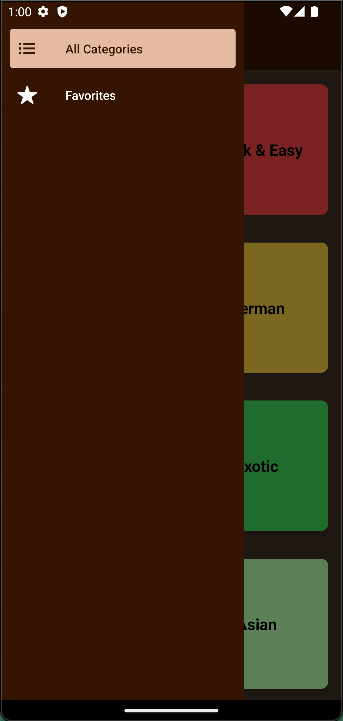 1:00
All Categories
Favorites
k & Easy
erman
xotic
Asian